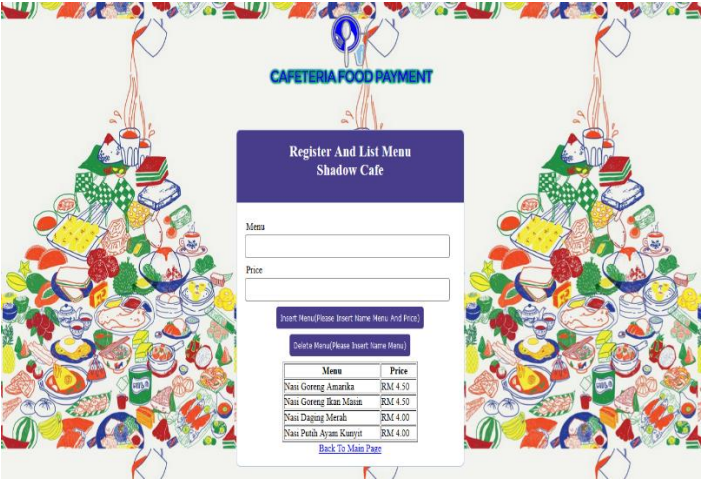 CAFETERIA FOOD PAYMENT
Register And List Menu
Shadow Cafe
Menu
Price
Insert Menu(Please Insert Name Menu And Price)
Delete Menu(Please Insert Name Menu)
Menu Price
Nasi Goreng Amarika RM 4.50
Nasi Goreng Ikan Masin RM 4.50
Nasi Daging Merah RM 4.00
Nasi Putih Ayam Kunyit RM 4.00
Back To Main Page